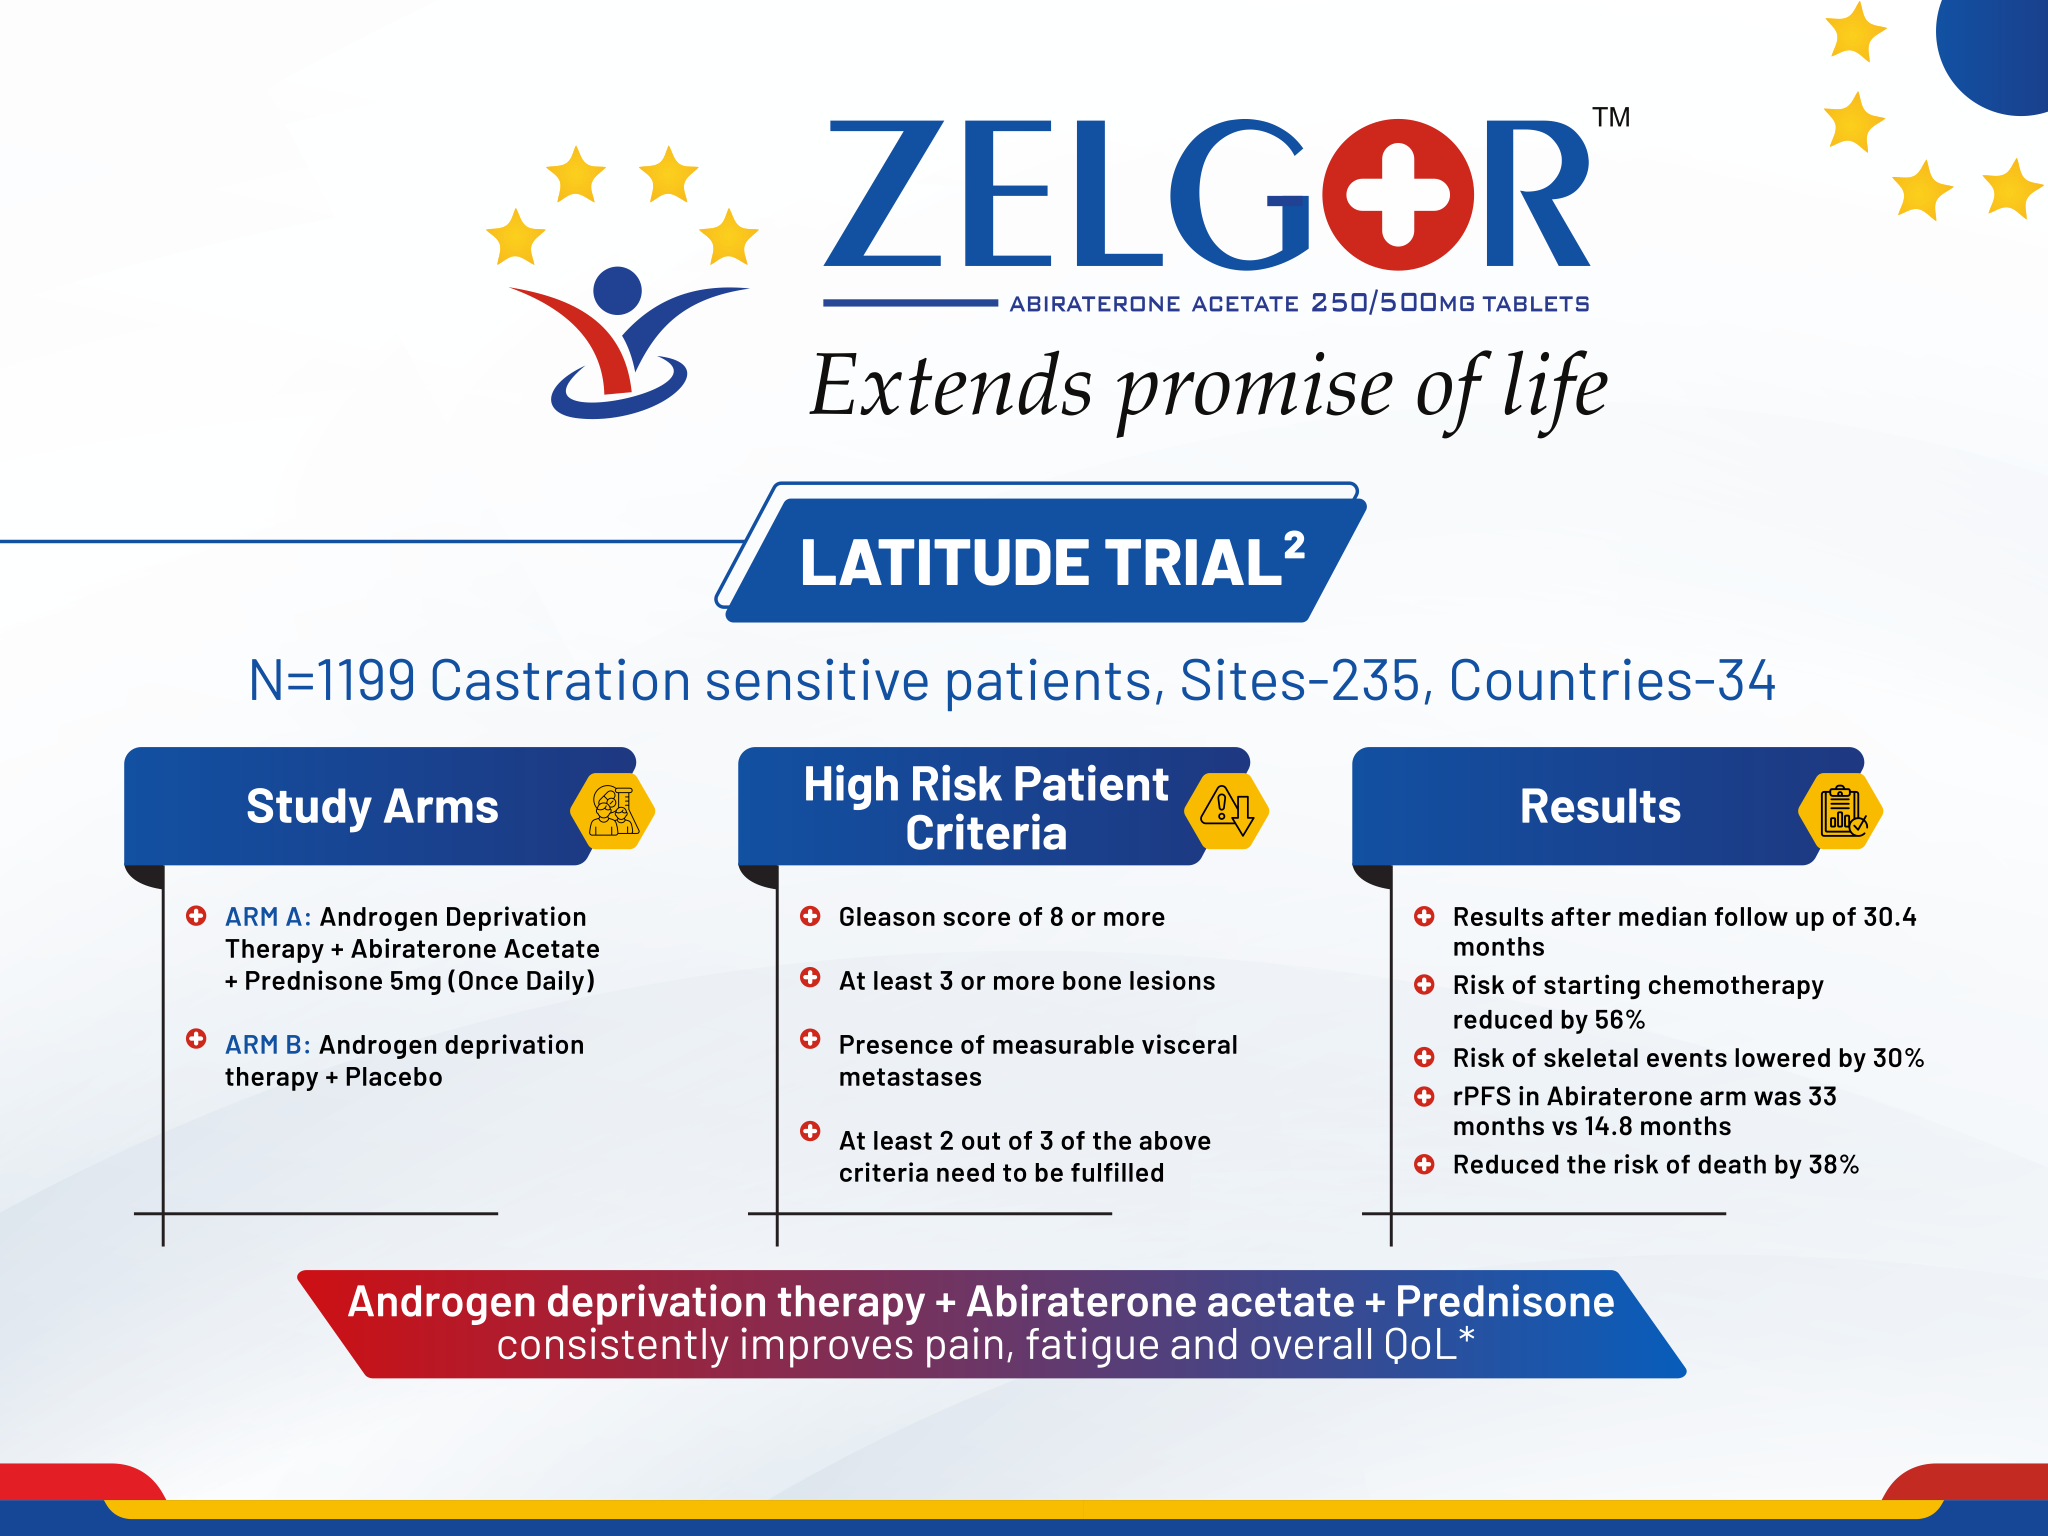 ZELGOR™
ABIRATERONE ACETATE 250/500MG TABLETS
Extends promise of life
LATITUDE TRIAL²
N=1199 Castration sensitive patients, Sites-235, Countries-34
Study Arms
ARM A: Androgen Deprivation
Therapy + Abiraterone Acetate
+ Prednisone 5mg (Once Daily)
ARM B: Androgen deprivation
therapy + Placebo
High Risk Patient
Criteria
Gleason score of 8 or more
At least 3 or more bone lesions
Presence of measurable visceral
metastases
At least 2 out of 3 of the above
criteria need to be fulfilled
Results
Results after median follow up of 30.4
months
Risk of starting chemotherapy
reduced by 56%
Risk of skeletal events lowered by 30%
rPFS in Abiraterone arm was 33
months vs 14.8 months
Reduced the risk of death by 38%
Androgen deprivation therapy + Abiraterone acetate + Prednisone
consistently improves pain, fatigue and overall QoL*